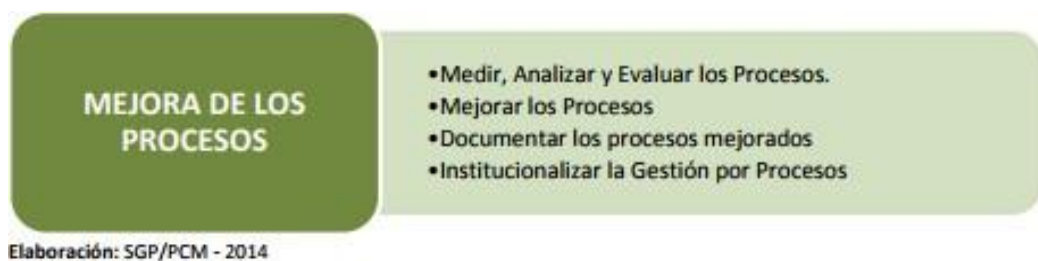 MEJORA DE LOS
PROCESOS
•Medir, Analizar y Evaluar los Procesos.
•Mejorar los Procesos
•Documentar los procesos mejorados
•Institucionalizar la Gestión por Procesos
Elaboración: SGP/PCM - 2014